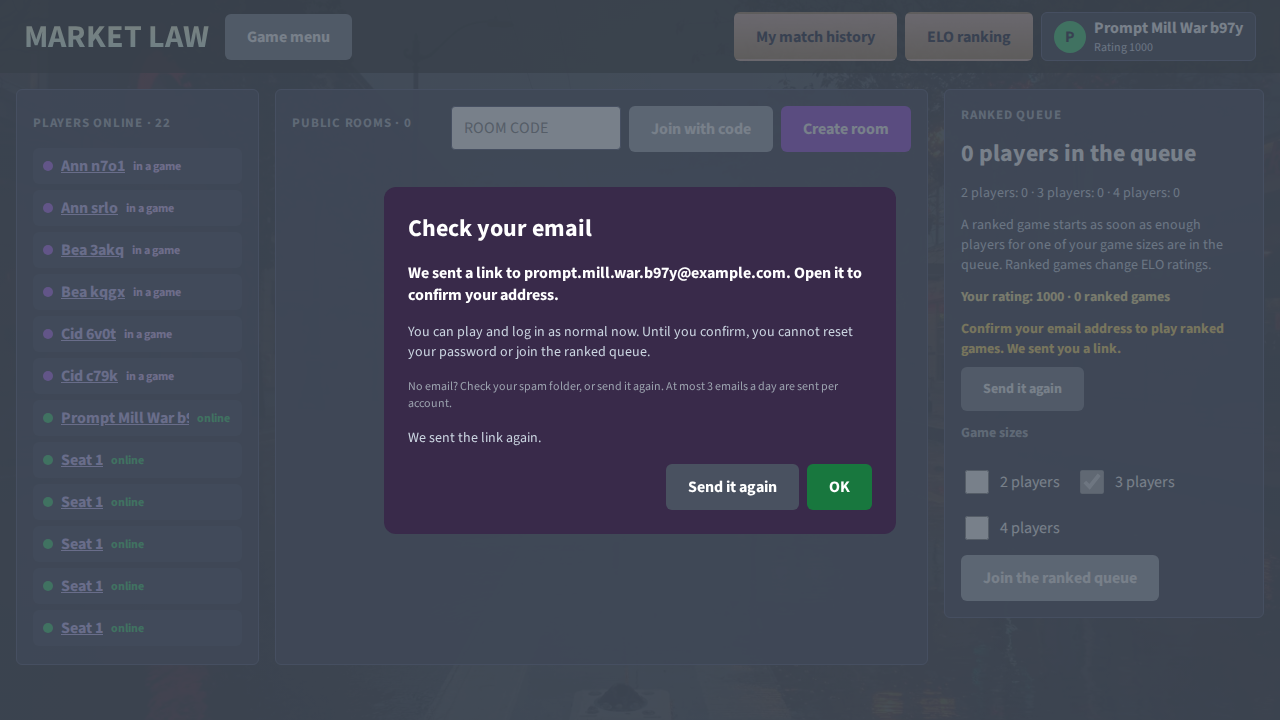 MARKET LAW
Game menu
My match history
ELO ranking
P
Prompt Mill War b97y
Rating 1000
PLAYERS ONLINE · 22
Ann n7o1 in a game
Ann srlo in a game
Bea 3akq in a game
Bea kqgx in a game
Cid 6v0t in a game
Cid c79k in a game
Prompt Mill War b online
Seat 1 online
Seat 1 online
Seat 1 online
Seat 1 online
Seat 1 online
PUBLIC ROOMS · 0
ROOM CODE
Join with code
Create room
Check your email
We sent a link to prompt.mill.war.b97y@example.com. Open it to
confirm your address.
You can play and log in as normal now. Until you confirm, you cannot reset
your password or join the ranked queue.
No email? Check your spam folder, or send it again. At most 3 emails a day are sent per
account.
We sent the link again.
Send it again
OK
RANKED QUEUE
0 players in the queue
2 players: 0 · 3 players: 0 · 4 players: 0
A ranked game starts as soon as enough
players for one of your game sizes are in the
queue. Ranked games change ELO ratings.
Your rating: 1000 · 0 ranked games
Confirm your email address to play ranked
games. We sent you a link.
Send it again
Game sizes
2 players
3 players
4 players
Join the ranked queue